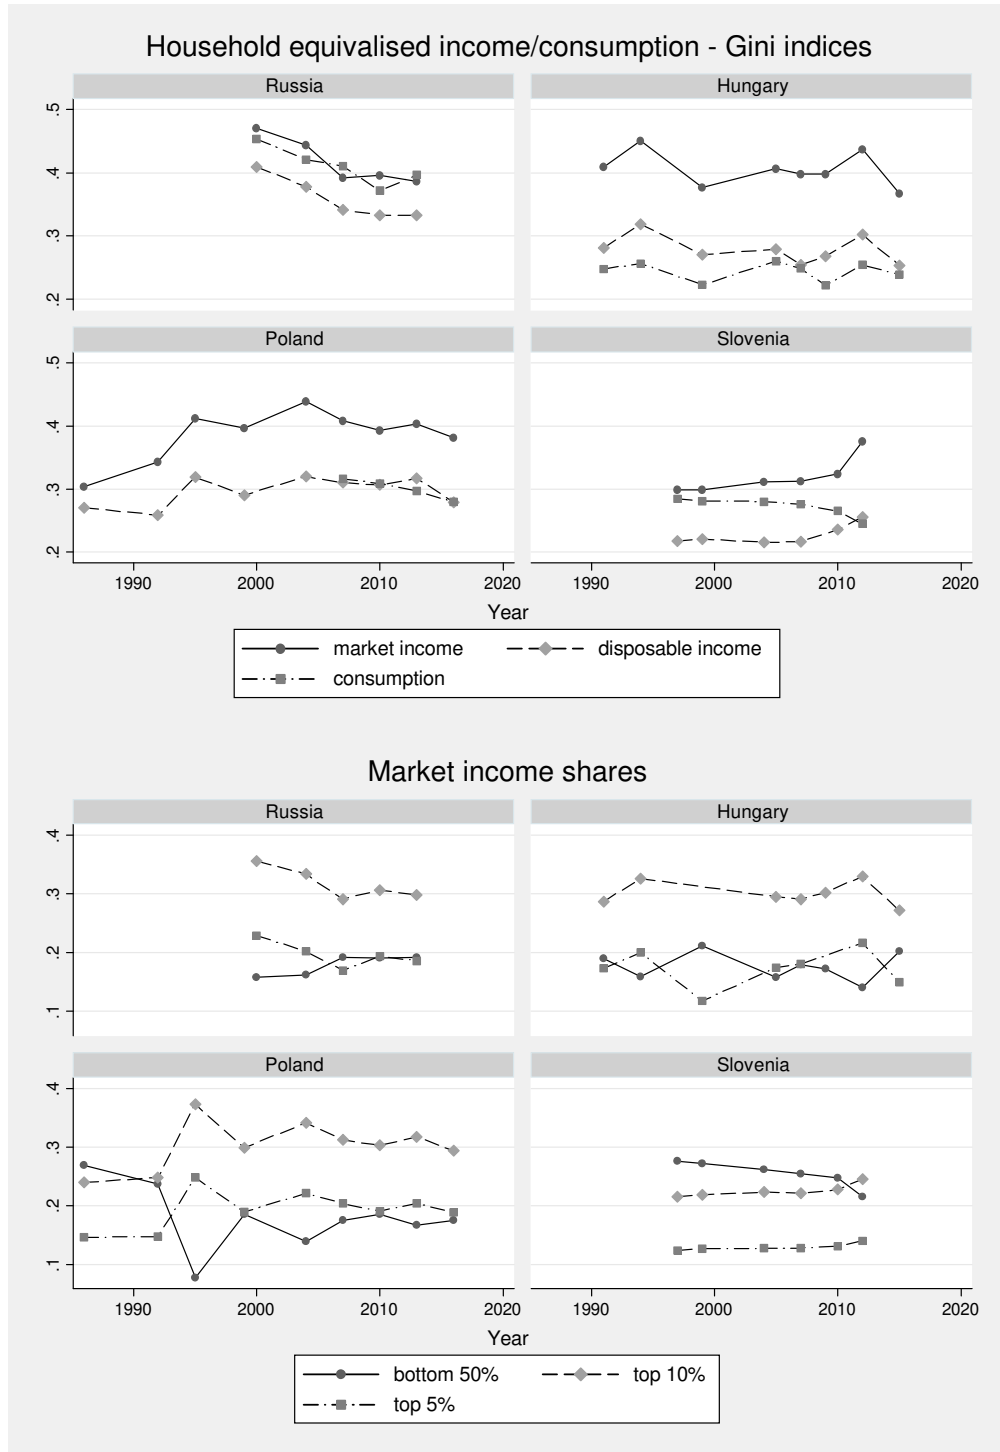 Household equivalised income/consumption - Gini indices
Russia
Hungary
.5
.4
.3
.2
Poland
Slovenia
.5
.4
.3
.2
1990 2000 2010 2020 1990 2000 2010 2020
Year
market income disposable income
consumption
Market income shares
Russia
Hungary
.4
.3
.2
.1
Poland
Slovenia
.4
.3
.2
.1
1990 2000 2010 2020 1990 2000 2010 2020
Year
bottom 50% top 10%
top 5%